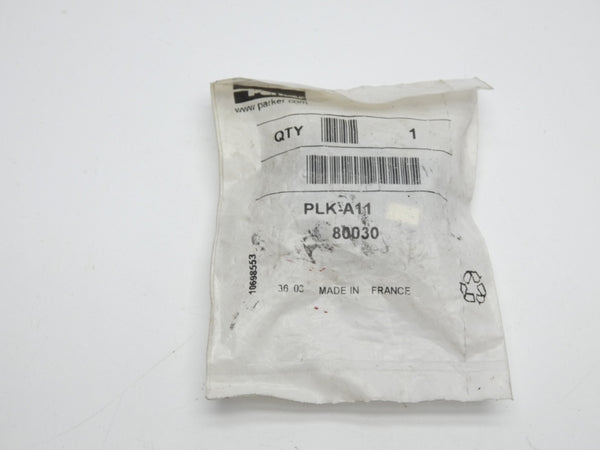 www.parker.com
QTY 1
PLK-A11
80030
10698553
36 03 MADE IN FRANCE